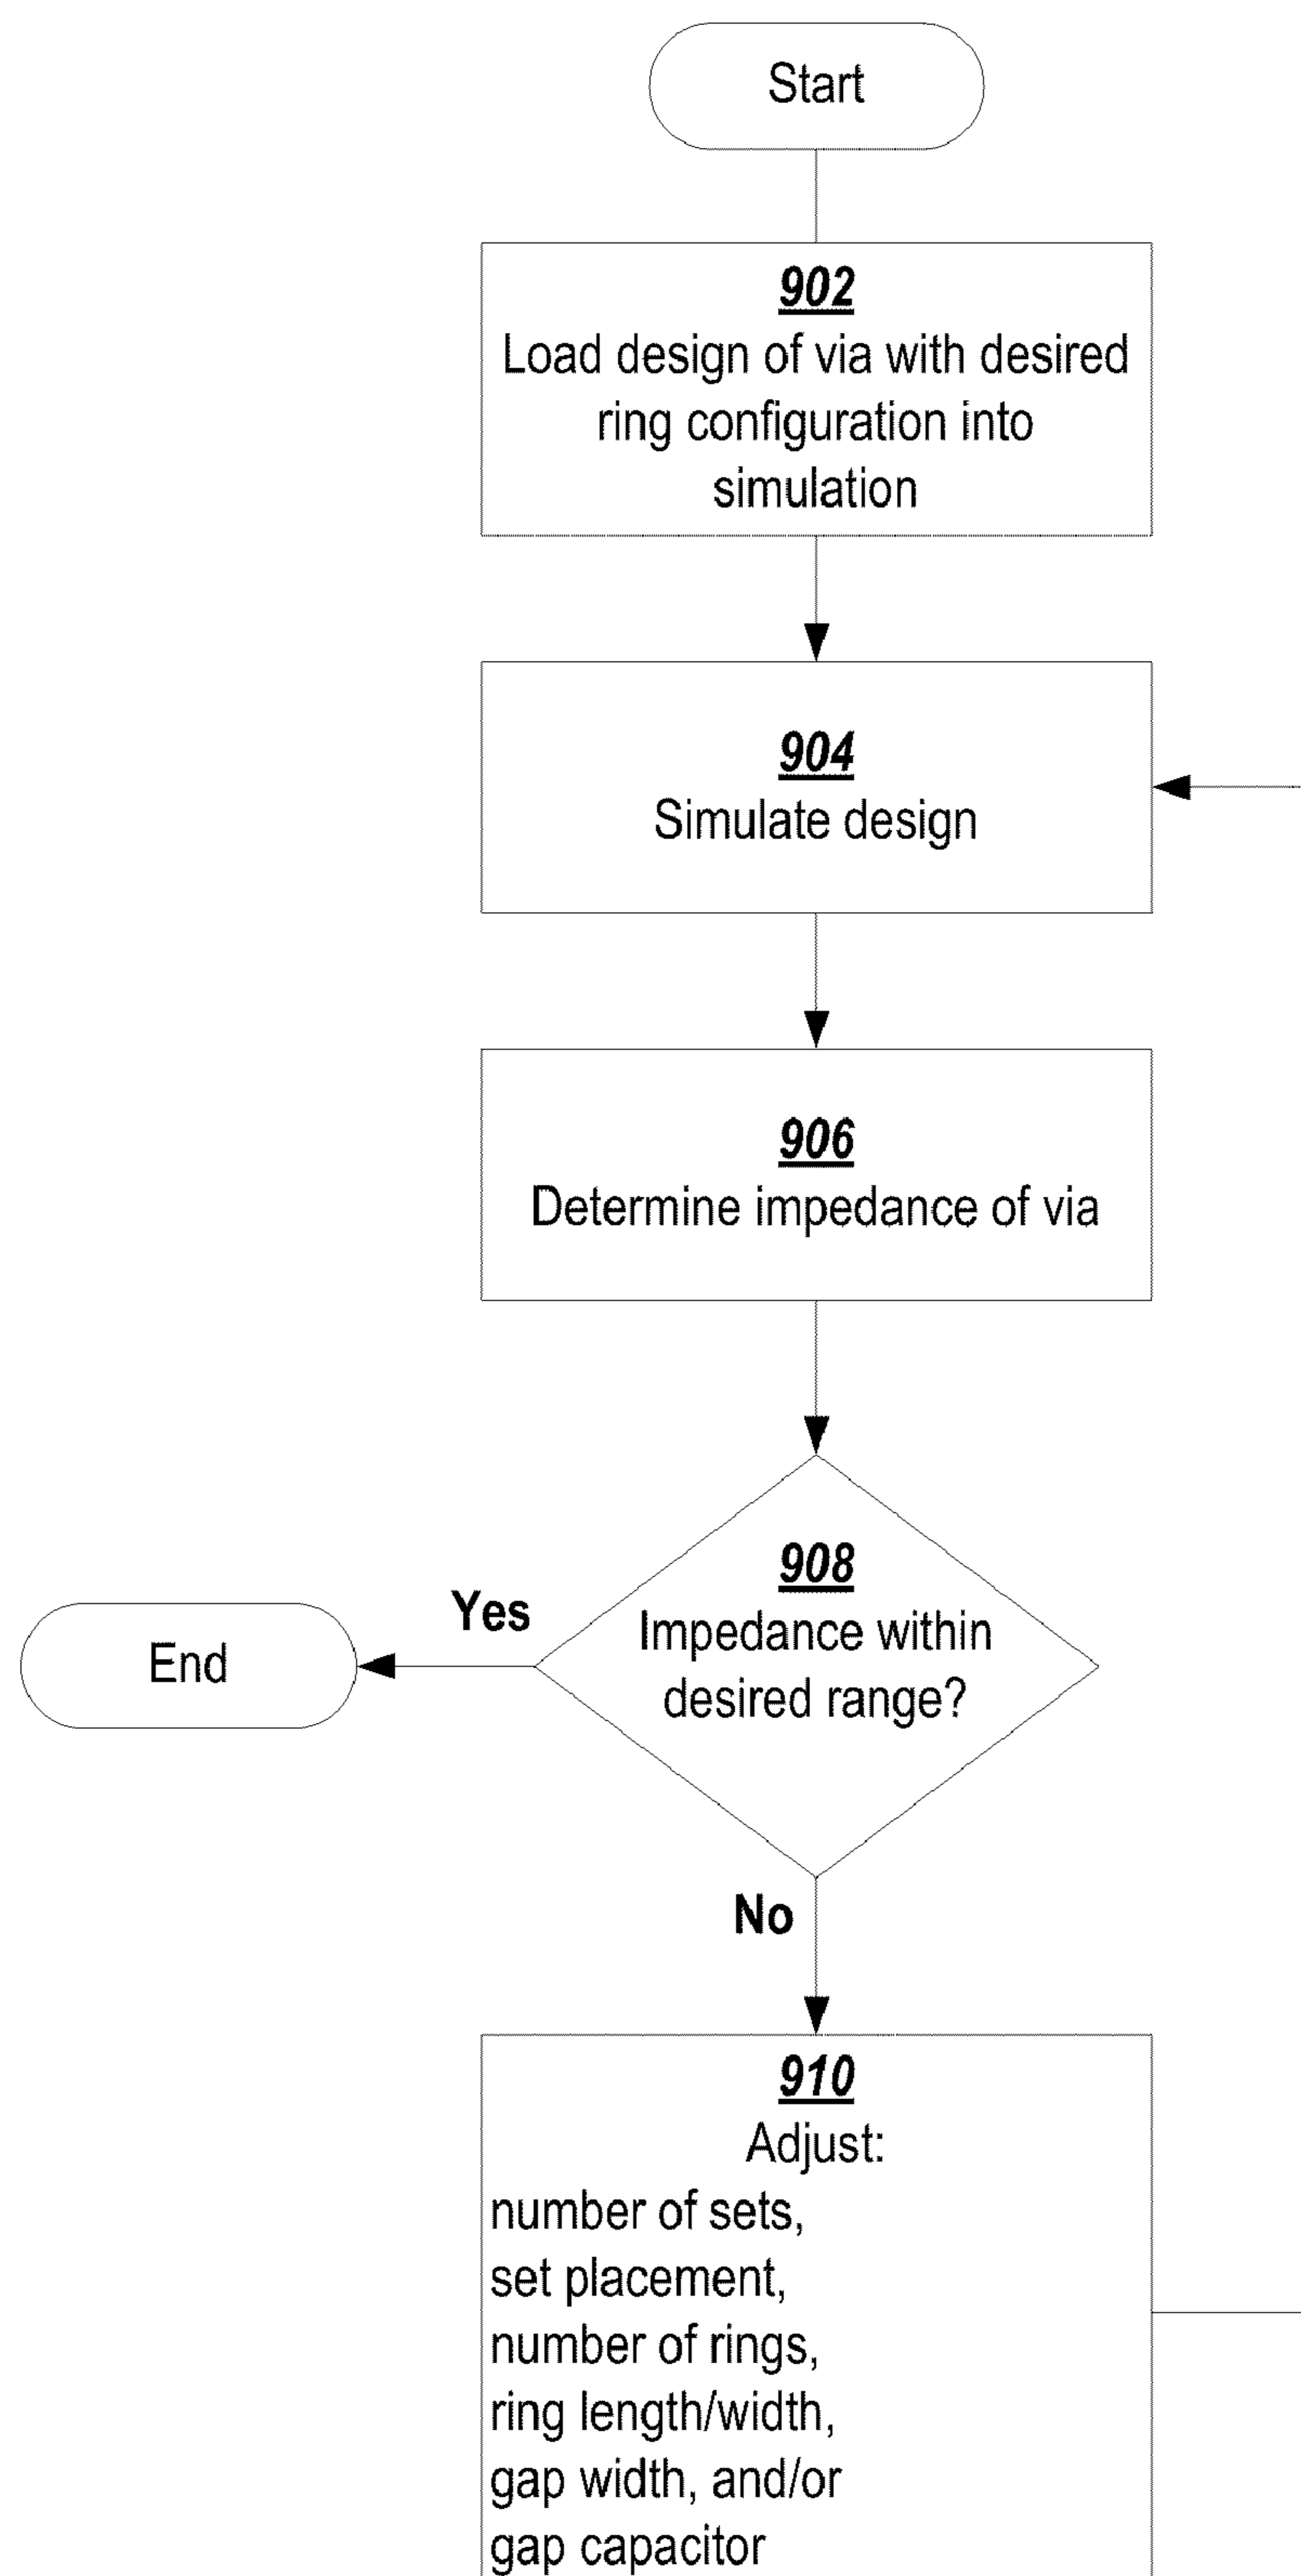 Start
902
Load design of via with desired
ring configuration into
simulation
904
Simulate design
906
Determine impedance of via
908
Impedance within
desired range?
Yes
End
No
910
Adjust:
number of sets,
set placement,
number of rings,
ring length/width,
gap width, and/or
gap capacitor